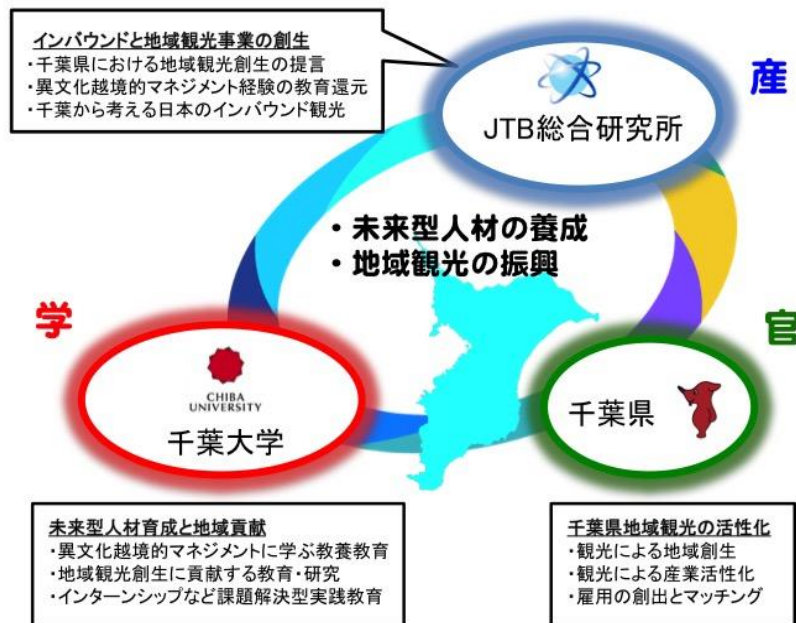 インバウンドと地域観光事業の創生
・千葉県における地域観光創生の提言
・異文化越境的マネジメント経験の教育還元
・千葉から考える日本のインバウンド観光
JTB総合研究所
産
・未来型人材の養成
・地域観光の振興
学
官
CHIBA
UNIVERSITY
千葉大学
千葉県
未来型人材育成と地域貢献
・異文化越境的マネジメントに学ぶ教養教育
・地域観光創生に貢献する教育・研究
・インターンシップなど課題解決型実践教育
千葉県地域観光の活性化
・観光による地域創生
・観光による産業活性化
・雇用の創出とマッチング